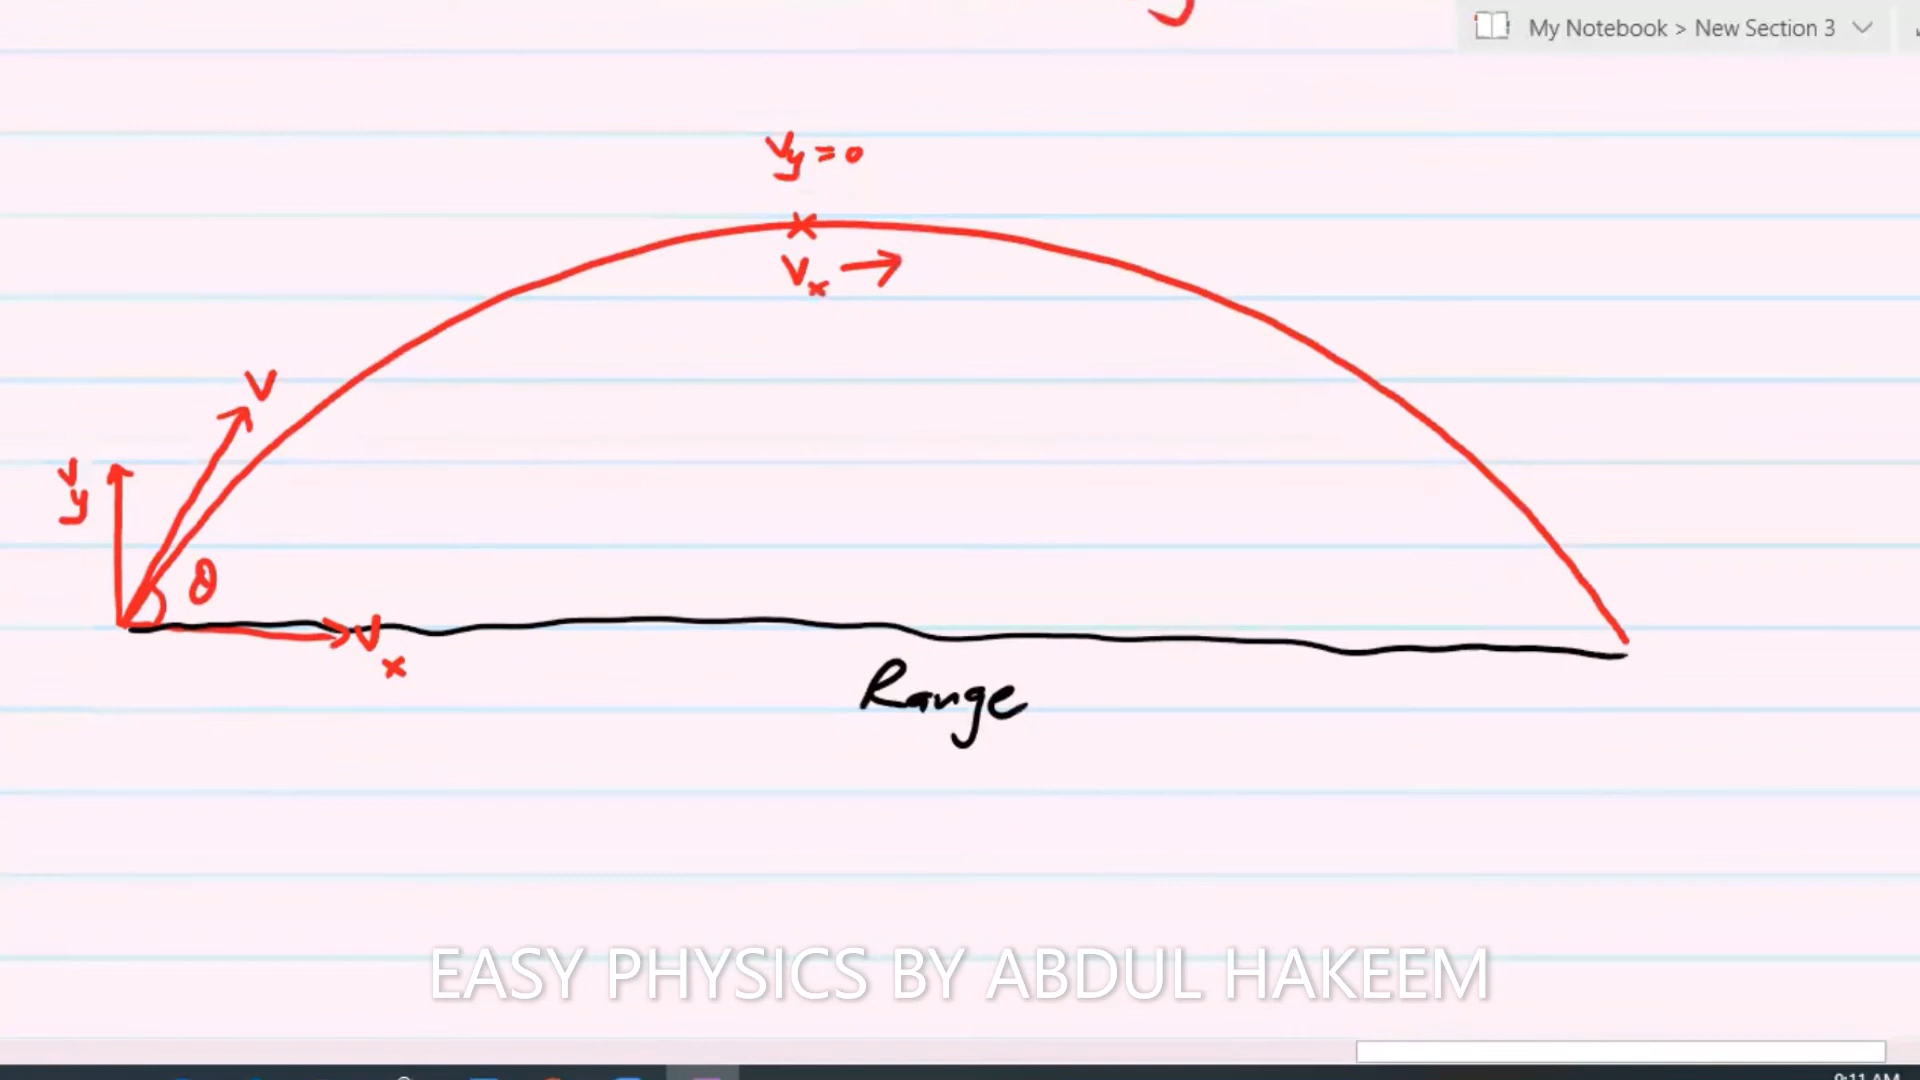 My Notebook > New Section 3
Vy = 0
Vx
V
Vy
θ
Vx
Range
EASY PHYSICS BY ABDUL HAKEEM